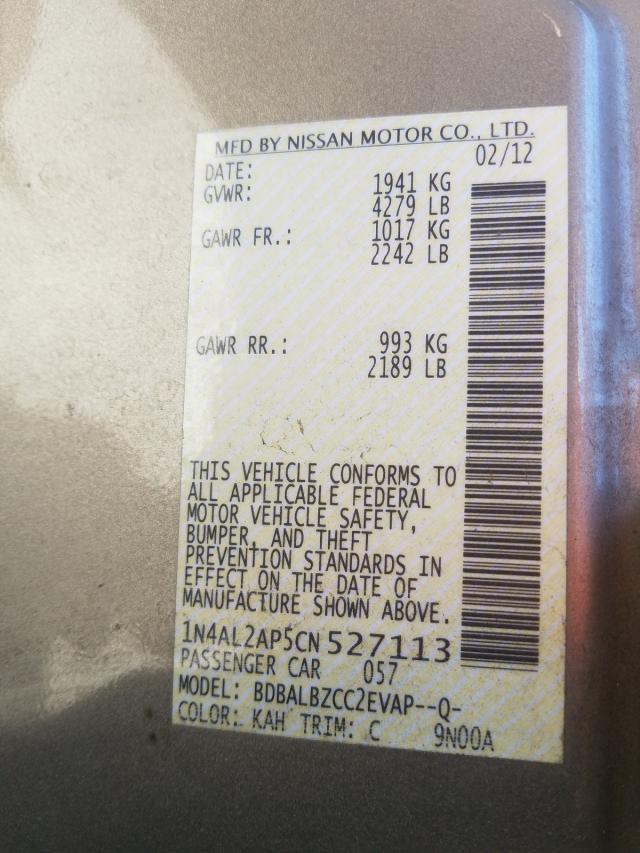 MFD BY NISSAN MOTOR CO., LTD.
DATE: 02/12
GVWR: 1941 KG
4279 LB
GAWR FR.: 1017 KG
2242 LB
GAWR RR.: 993 KG
2189 LB
THIS VEHICLE CONFORMS TO
ALL APPLICABLE FEDERAL
MOTOR VEHICLE SAFETY,
BUMPER, AND THEFT
PREVENTION STANDARDS IN
EFFECT ON THE DATE OF
MANUFACTURE SHOWN ABOVE.
1N4AL2AP5CN 527113
PASSENGER CAR 057
MODEL: BDBALBZCC2EVAP--Q-
COLOR: KAH TRIM: C 9N00A